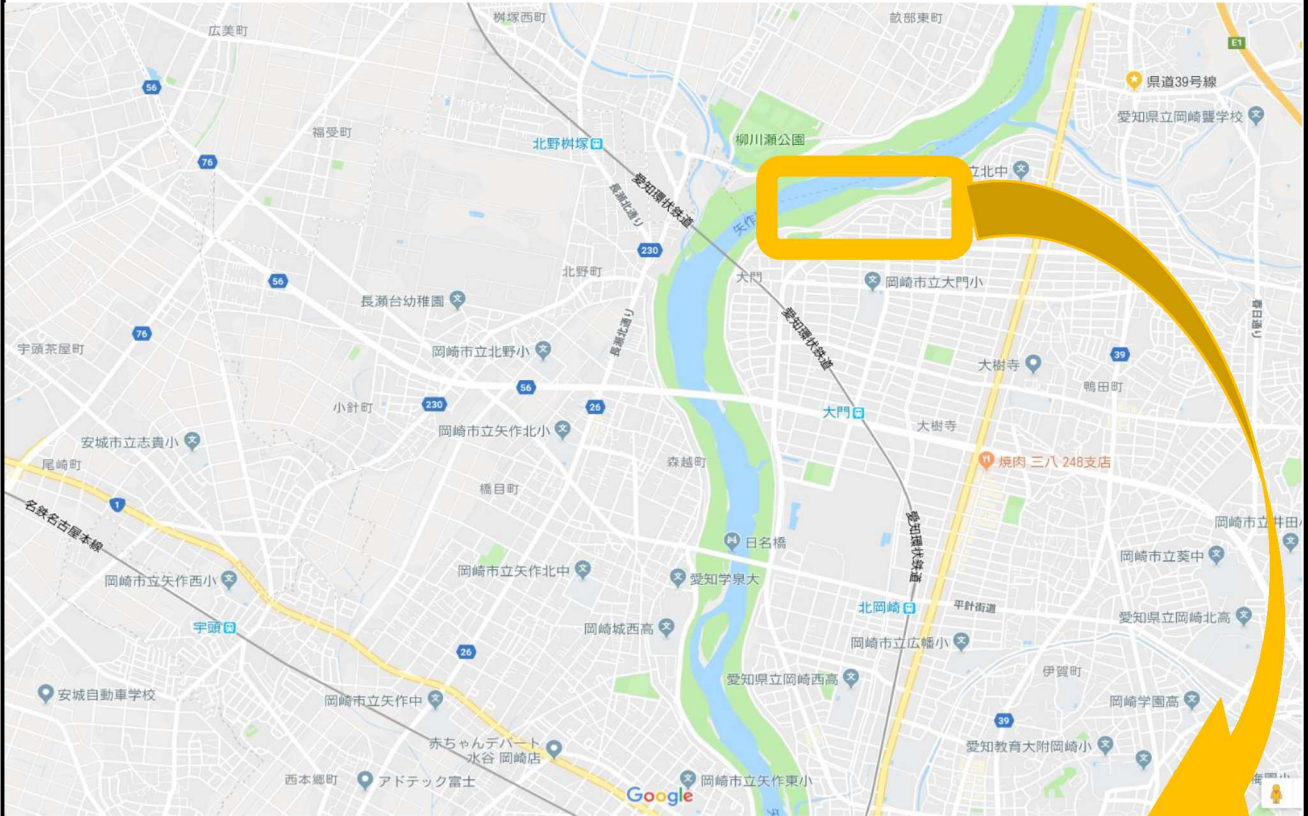 桝塚西町
畝部東町
広美町
E1
県道39号線
56
愛知県立岡崎聾学校
福受町
北野桝塚
柳川瀬公園
76
立北中
愛知環状鉄道
長瀬北通り
矢作
230
北野町
大門
岡崎市立大門小
56
長瀬台幼稚園
春日通り
長瀬北通り
愛知環状鉄道
76
宇頭茶屋町
岡崎市立北野小
39
大樹寺
56
鴨田町
小針町
230
26
大門
大樹寺
岡崎市立矢作北小
安城市立志貴小
尾崎町
森越町
焼肉 三八 248支店
橋目町
1
名鉄名古屋本線
愛知環状鉄道
岡崎市立井田
日名橋
岡崎市立葵中
岡崎市立矢作北中
愛知学泉大
岡崎市立矢作西小
北岡崎
平針街道
愛知県立岡崎北高
宇頭
岡崎城西高
岡崎市立広幡小
26
伊賀町
愛知県立岡崎西高
安城自動車学校
岡崎市立矢作中
岡崎学園高
39
赤ちゃんデパート
水谷 岡崎店
愛知教育大附岡崎小
西本郷町
アドテック富士
岡崎市立矢作東小
Google